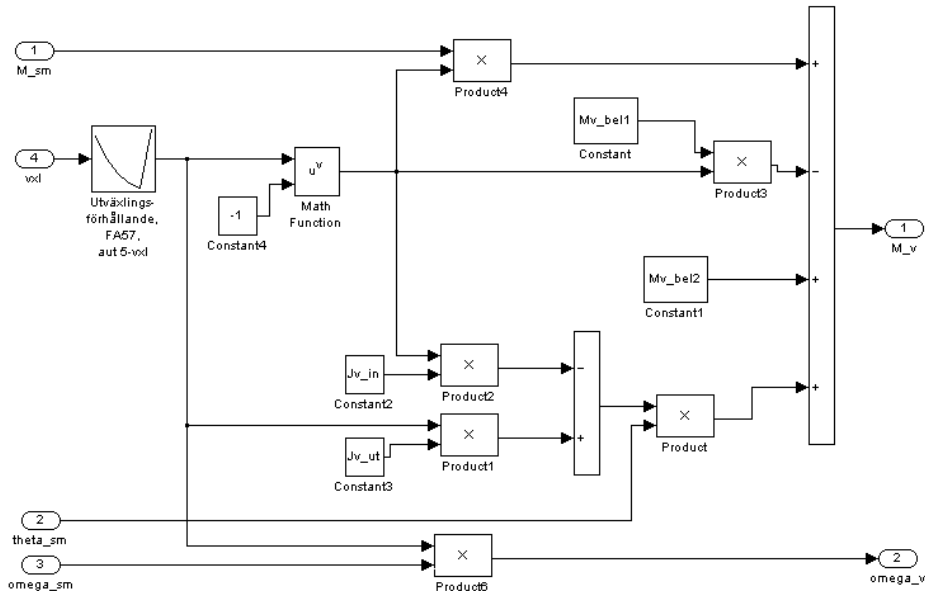 1
M_sm
×
Product4
+
Mv_bel1
Constant
×
Product3
−
4
vxl
Utväxlings-
förhållande,
FA57,
aut 5-vxl
-1
Constant4
u^v
Math
Function
1
M_v
Mv_bel2
Constant1
+
Jv_in
Constant2
×
Product2
−
×
Product
+
Jv_ut
Constant3
×
Product1
+
2
theta_sm
3
omega_sm
×
Product6
2
omega_v